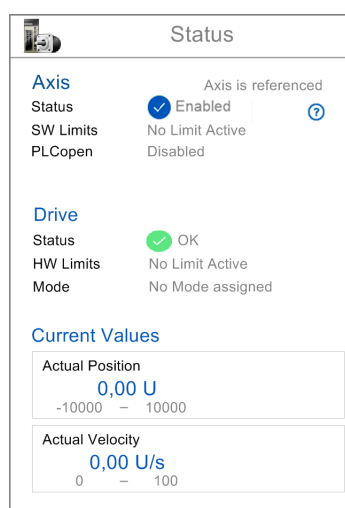 Status
Axis
Axis is referenced
Status Enabled
?
SW Limits No Limit Active
PLCopen Disabled
Drive
Status OK
HW Limits No Limit Active
Mode No Mode assigned
Current Values
Actual Position
0,00 U
-10000 – 10000
Actual Velocity
0,00 U/s
0 – 100